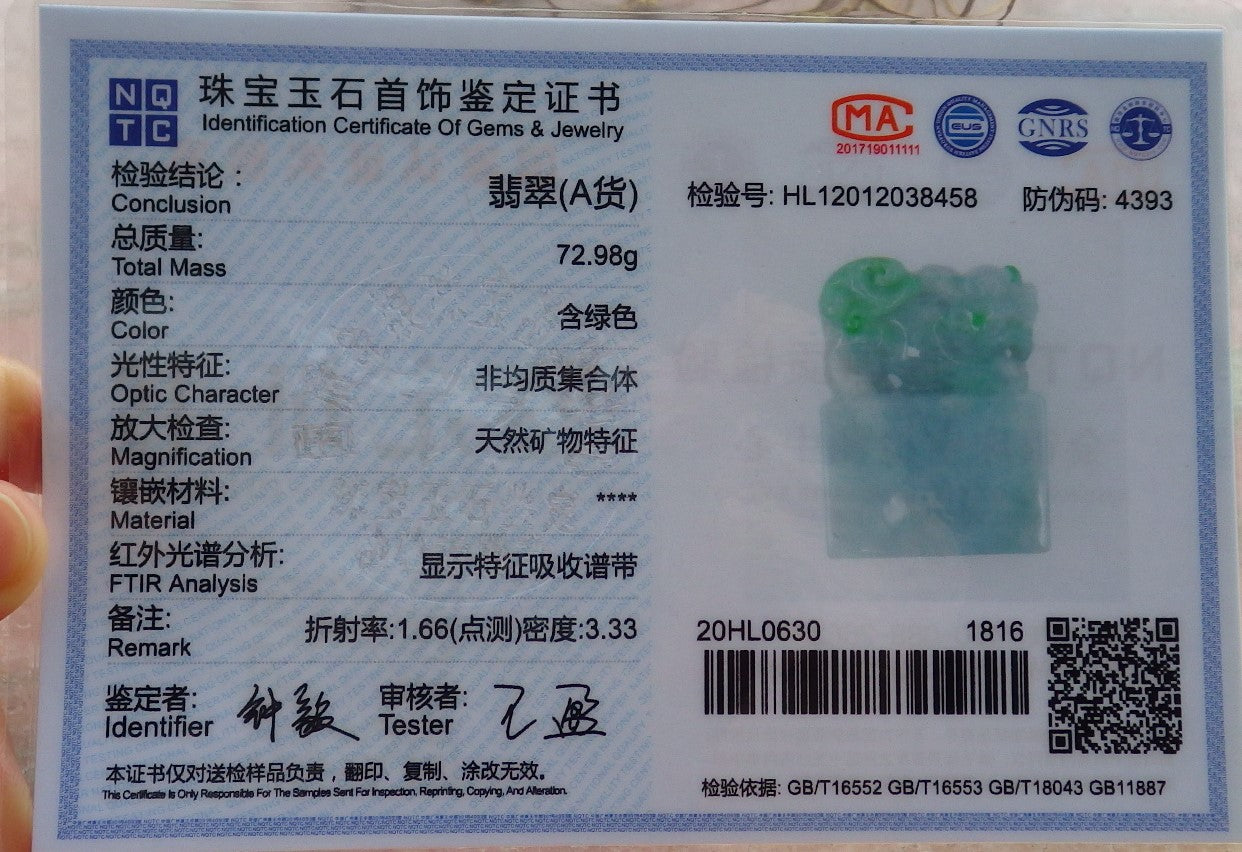 NQTC
珠宝玉石首饰鉴定证书
Identification Certificate Of Gems & Jewelry
检验结论：
Conclusion
翡翠(A货)
总质量:
Total Mass
72.98g
颜色:
Color
含绿色
光性特征:
Optic Character
非均质集合体
放大检查:
Magnification
天然矿物特征
镶嵌材料:
Material
****
红外光谱分析:
FTIR Analysis
显示特征吸收谱带
备注:
Remark
折射率:1.66(点测)密度:3.33
鉴定者:
Identifier
审核者:
Tester
本证书仅对送检样品负责，翻印、复制、涂改无效。
This Certificate Is Only Responsible For The Samples Sent For Inspection, Reprinting, Copying, And Alteration.
MA
201719011111
CUS
GNRS
检验号: HL12012038458 防伪码: 4393
20HL0630 1816
检验依据: GB/T16552 GB/T16553 GB/T18043 GB11887